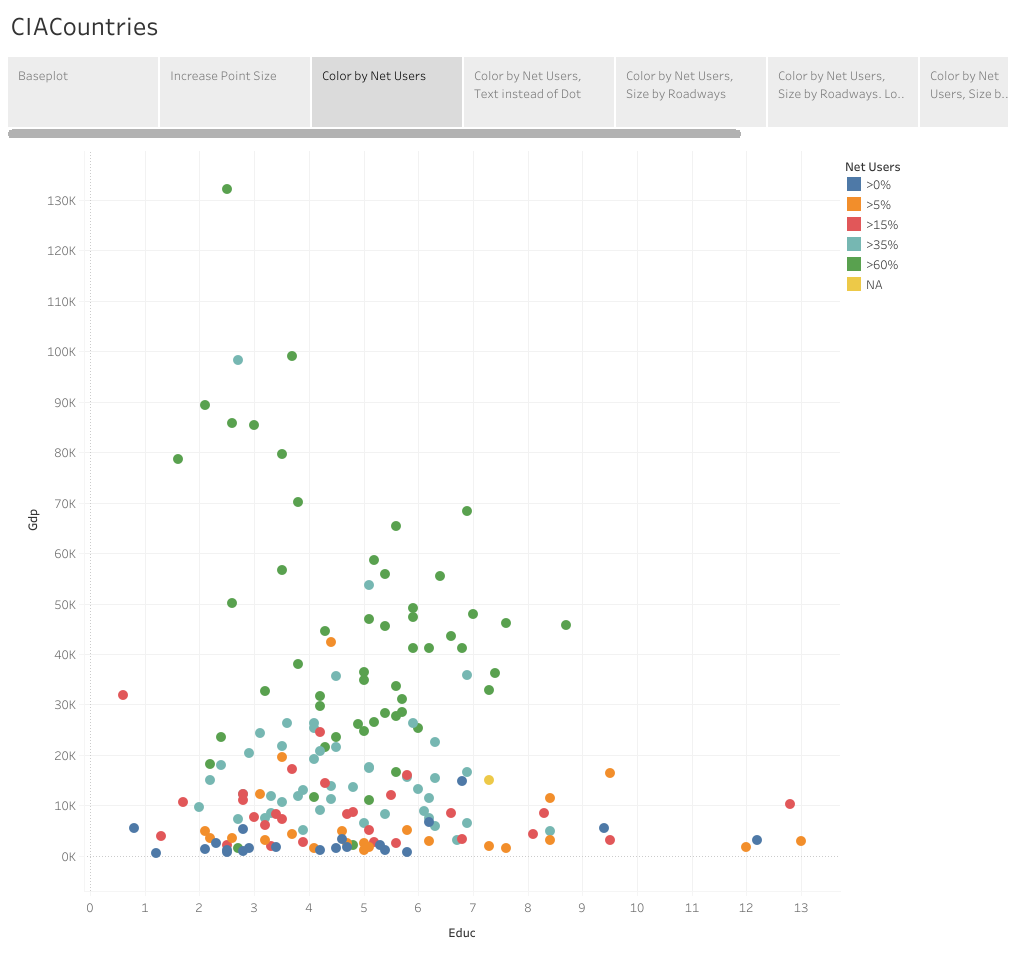 CIACountries
Baseplot
Increase Point Size
Color by Net Users
Color by Net Users,
Text instead of Dot
Color by Net Users,
Size by Roadways
Color by Net Users,
Size by Roadways. Lo..
Color by Net
Users, Size b..
Net Users
>0%
>5%
>15%
>35%
>60%
NA
Gdp
130K
120K
110K
100K
90K
80K
70K
60K
50K
40K
30K
20K
10K
0K
0 1 2 3 4 5 6 7 8 9 10 11 12 13
Educ